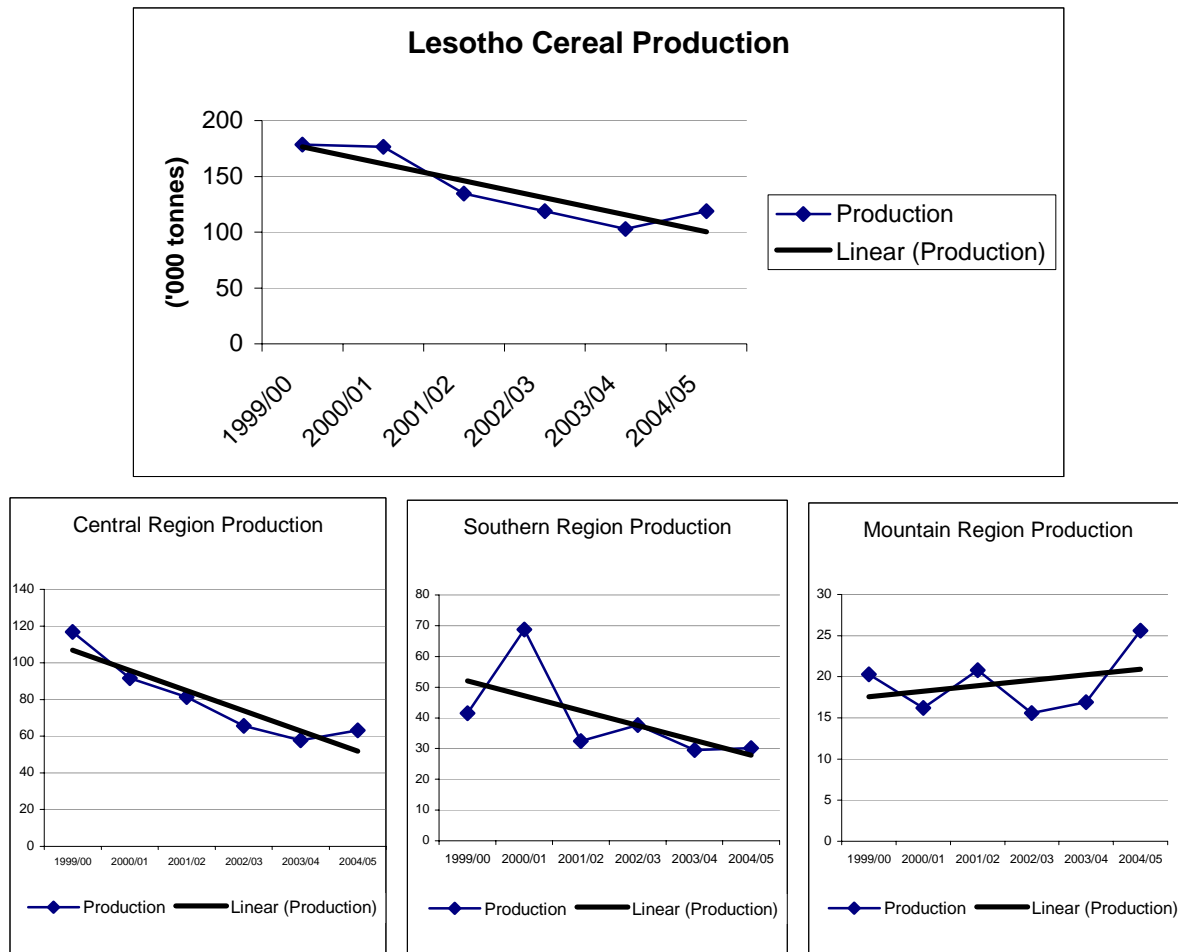 Lesotho Cereal Production
('000 tonnes)
200
150
100
50
0
1999/00
2000/01
2001/02
2002/03
2003/04
2004/05
Production
Linear (Production)
Central Region Production
140
120
100
80
60
40
20
0
1999/00 2000/01 2001/02 2002/03 2003/04 2004/05
Production Linear (Production)
Southern Region Production
80
70
60
50
40
30
20
10
0
1999/00 2000/01 2001/02 2002/03 2003/04 2004/05
Production Linear (Production)
Mountain Region Production
30
25
20
15
10
5
0
1999/00 2000/01 2001/02 2002/03 2003/04 2004/05
Production Linear (Production)